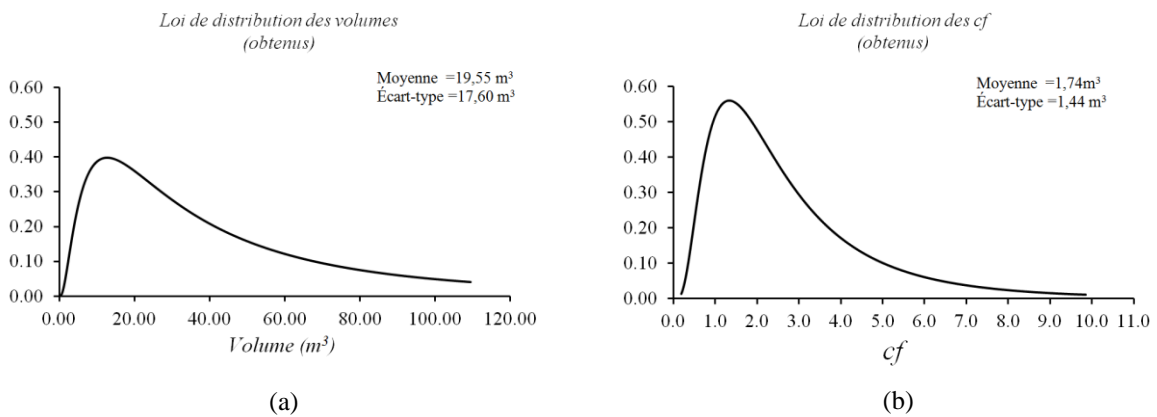 Loi de distribution des volumes
(obtenus)
Moyenne =19,55 m³
Écart-type =17,60 m³
0.60
0.50
0.40
0.30
0.20
0.10
0.00
0.00 20.00 40.00 60.00 80.00 100.00 120.00
Volume (m³)
(a)
Loi de distribution des cf
(obtenus)
Moyenne =1,74m³
Écart-type =1,44 m³
0.60
0.50
0.40
0.30
0.20
0.10
0.00
0.0 1.0 2.0 3.0 4.0 5.0 6.0 7.0 8.0 9.0 10.0 11.0
cf
(b)